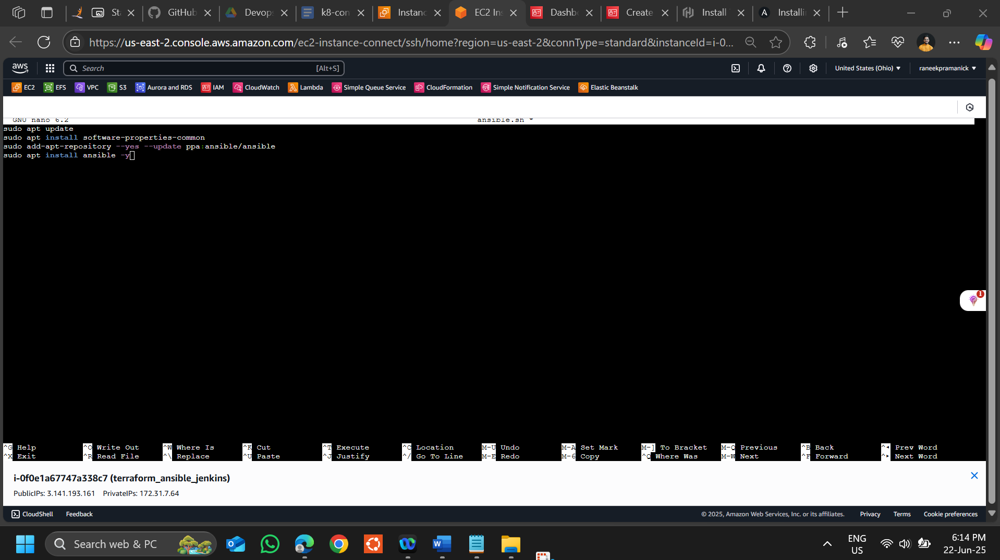 St
GitHub
Devop
k8-con
Instanc
EC2 Ins
Dashb
Create
Install
Installi
https://us-east-2.console.aws.amazon.com/ec2-instance-connect/ssh/home?region=us-east-2&connType=standard&instanceId=i-0...
aws
Search
[Alt+S]
United States (Ohio)
raneekpramanick
EC2
EFS
VPC
S3
Aurora and RDS
IAM
CloudWatch
Lambda
Simple Queue Service
CloudFormation
Simple Notification Service
Elastic Beanstalk
GNU nano 6.2 ansible.sh *
sudo apt update
sudo apt install software-properties-common
sudo add-apt-repository --yes --update ppa:ansible/ansible
sudo apt install ansible -y
1
^G Help ^O Write Out ^W Where Is ^K Cut ^T Execute ^C Location M-U Undo M-A Set Mark M-] To Bracket M-Q Previous ^B Back ^◂ Prev Word
^X Exit ^R Read File ^\ Replace ^U Paste ^J Justify ^/ Go To Line M-E Redo M-6 Copy ^Q Where Was M-W Next ^F Forward ^▸ Next Word
i-0f0e1a67747a338c7 (terraform_ansible_jenkins)
PublicIPs: 3.141.193.161 PrivateIPs: 172.31.7.64
CloudShell
Feedback
© 2025, Amazon Web Services, Inc. or its affiliates.
Privacy
Terms
Cookie preferences
Search web & PC
ENG
US
6:14 PM
22-Jun-25